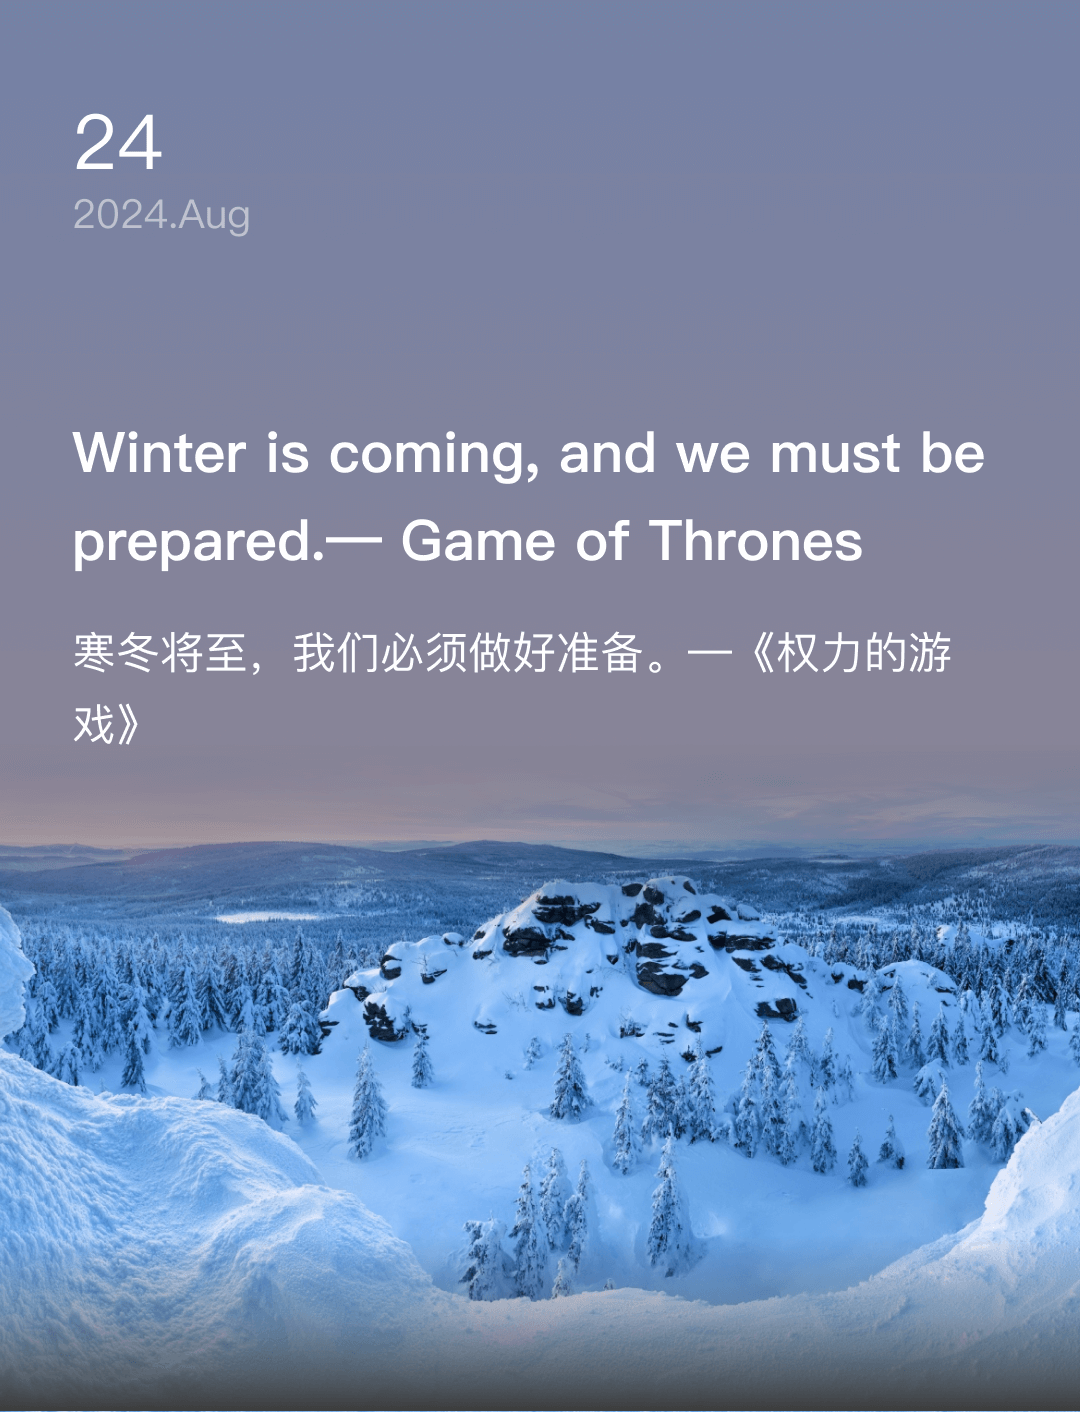 24
2024.Aug
Winter is coming, and we must be
prepared.— Game of Thrones
寒冬将至，我们必须做好准备。—《权力的游
戏》